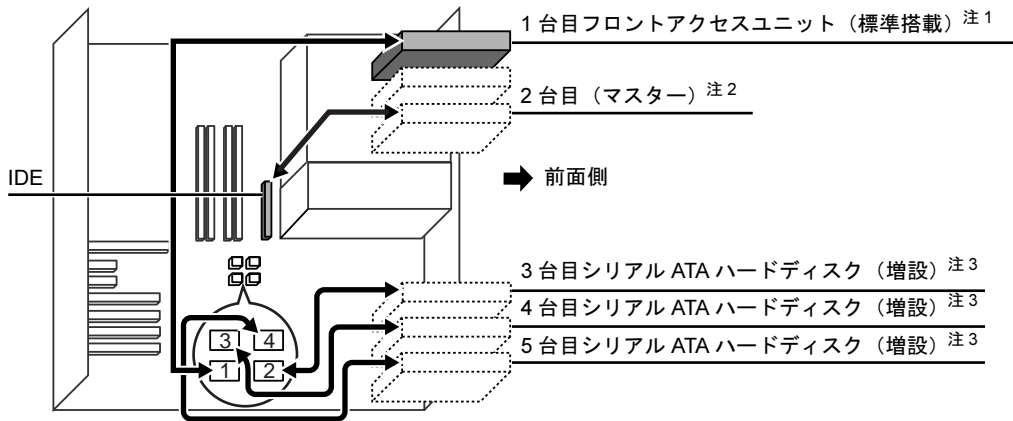 1 台目フロントアクセスユニット（標準搭載）注 1
2 台目（マスター）注 2
IDE
前面側
3 台目シリアル ATA ハードディスク（増設）注 3
4 台目シリアル ATA ハードディスク（増設）注 3
5 台目シリアル ATA ハードディスク（増設）注 3
3 4
1 2